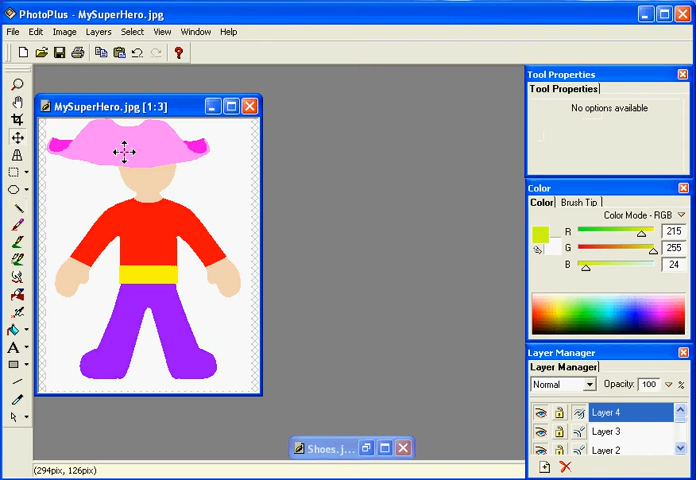 PhotoPlus - MySuperHero.jpg
File Edit Image Layers Select Window Help
MySuperHero.jpg [1:3]
Tool Properties
Tool Properties
No options available
Color
Color Brush Tip
Color Mode - RGB
R 215
G 255
B 24
Layer Manager
Layer Manager
Normal Opacity: 100 %
Layer 4
Layer 3
Layer 2
Shoes.j...
(294pix, 126pix)